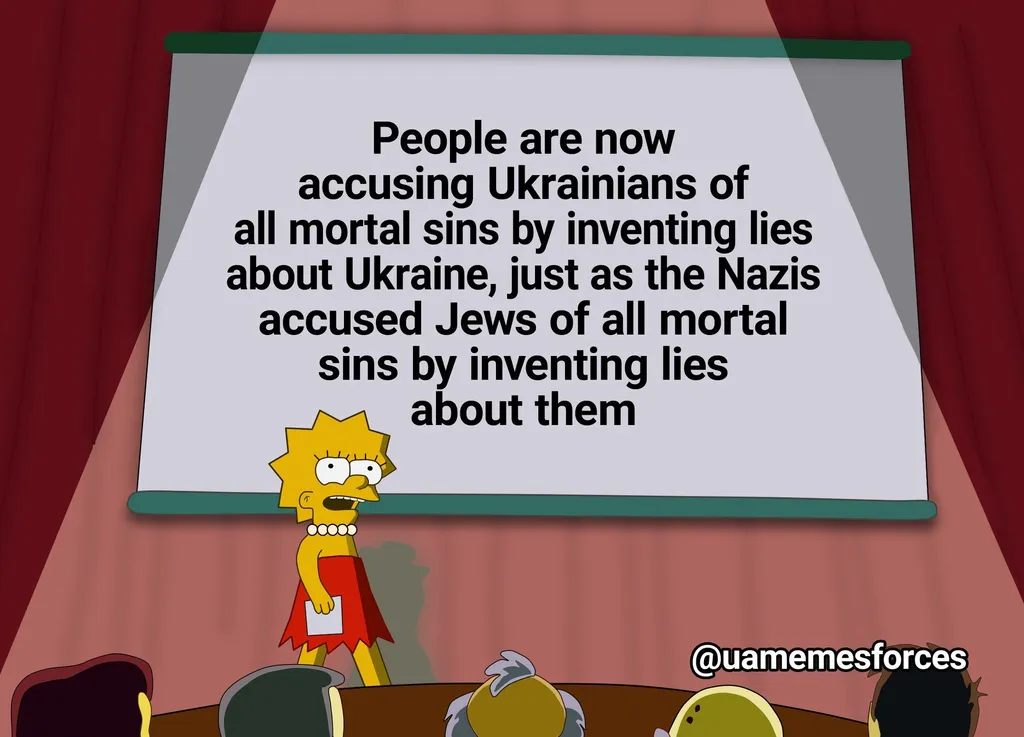 People are now
accusing Ukrainians of
all mortal sins by inventing lies
about Ukraine, just as the Nazis
accused Jews of all mortal
sins by inventing lies
about them
@uamemesforces